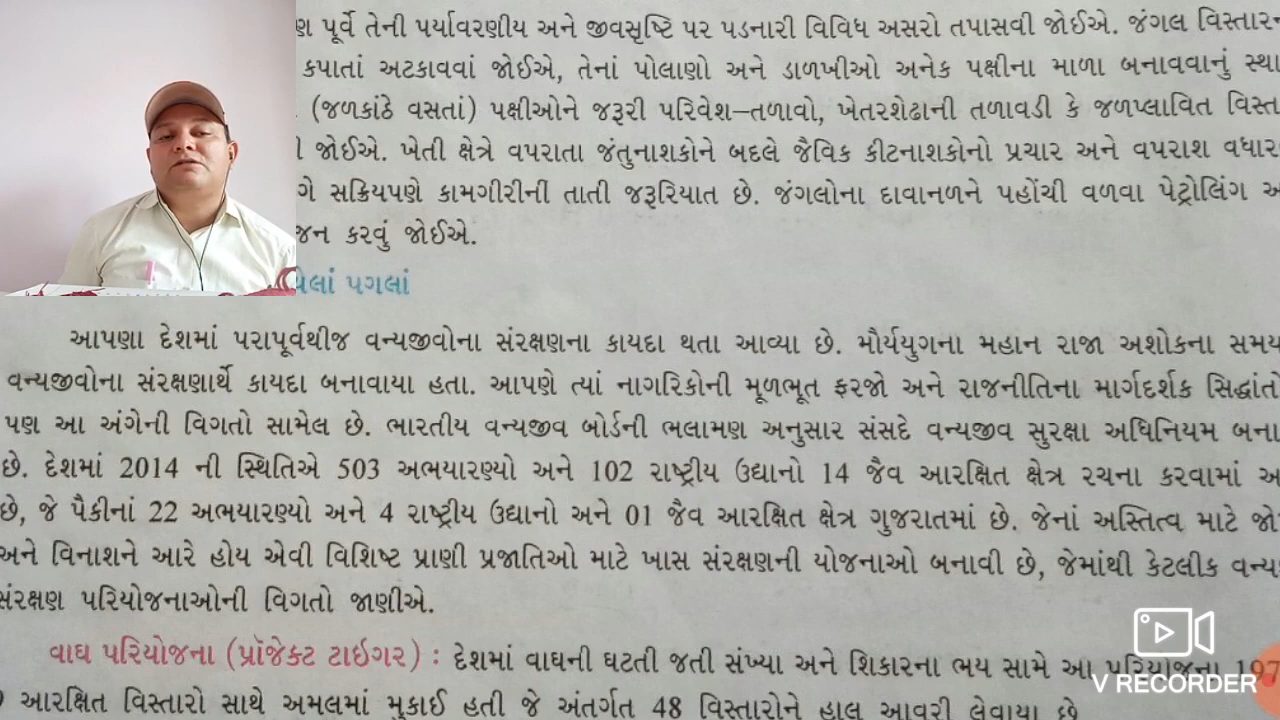 પૂર્વે તેની પર્યાવરણીય અને જીવસૃષ્ટિ પર પડનારી વિવિધ અસરો તપાસવી જોઈએ. જંગલ
કપાતાં અટકાવવાં જોઈએ, તેનાં પોલાણો અને ડાળખીઓ અનેક પક્ષીના માળા બનાવવાનું
(જળકાંઠે વસતાં) પક્ષીઓને જરૂરી પરિવેશ–તળાવો, ખેતરશેઢાની તળાવડી કે જળપ્લાવિત
જોઈએ. ખેતી ક્ષેત્રે વપરાતા જંતુનાશકોને બદલે જૈવિક કીટનાશકોનો પ્રચાર અને વપરાશ
સક્રિયપણે કામગીરીની તાતી જરૂરિયાત છે. જંગલોના દાવાનળને પહોંચી વળવા પેટ્રોલિંગ
કરવું જોઈએ.
પગલાં
આપણા દેશમાં પરાપૂર્વથીજ વન્યજીવોના સંરક્ષણના કાયદા થતા આવ્યા છે. મૌર્યયુગના મહાન રાજા અશોકના
વન્યજીવોના સંરક્ષણાર્થે કાયદા બનાવાયા હતા. આપણે ત્યાં નાગરિકોની મૂળભૂત ફરજો અને રાજનીતિના માર્ગદર્શક
પણ આ અંગેની વિગતો સામેલ છે. ભારતીય વન્યજીવ બોર્ડની ભલામણ અનુસાર સંસદે વન્યજીવ સુરક્ષા અધિનિયમ
છે. દેશમાં 2014 ની સ્થિતિએ 503 અભયારણ્યો અને 102 રાષ્ટ્રીય ઉદ્યાનો 14 જૈવ આરક્ષિત ક્ષેત્ર રચના કરવામાં
છે, જે પૈકીનાં 22 અભયારણ્યો અને 4 રાષ્ટ્રીય ઉદ્યાનો અને 01 જૈવ આરક્ષિત ક્ષેત્ર ગુજરાતમાં છે. જેનાં અસ્તિત્વ માટે
અને વિનાશને આરે હોય એવી વિશિષ્ટ પ્રાણી પ્રજાતિઓ માટે ખાસ સંરક્ષણની યોજનાઓ બનાવી છે, જેમાંથી કેટલીક
સંરક્ષણ પરિયોજનાઓની વિગતો જાણીએ.
વાઘ પરિયોજના (પ્રૉજેક્ટ ટાઇગર) : દેશમાં વાઘની ઘટતી જતી સંખ્યા અને શિકારના ભય સામે આ પરિયોજના
આરક્ષિત વિસ્તારો સાથે અમલમાં મુકાઈ હતી જે અંતર્ગત 48 વિસ્તારોને હાલ આવરી લેવાયા છે
V RECORDER